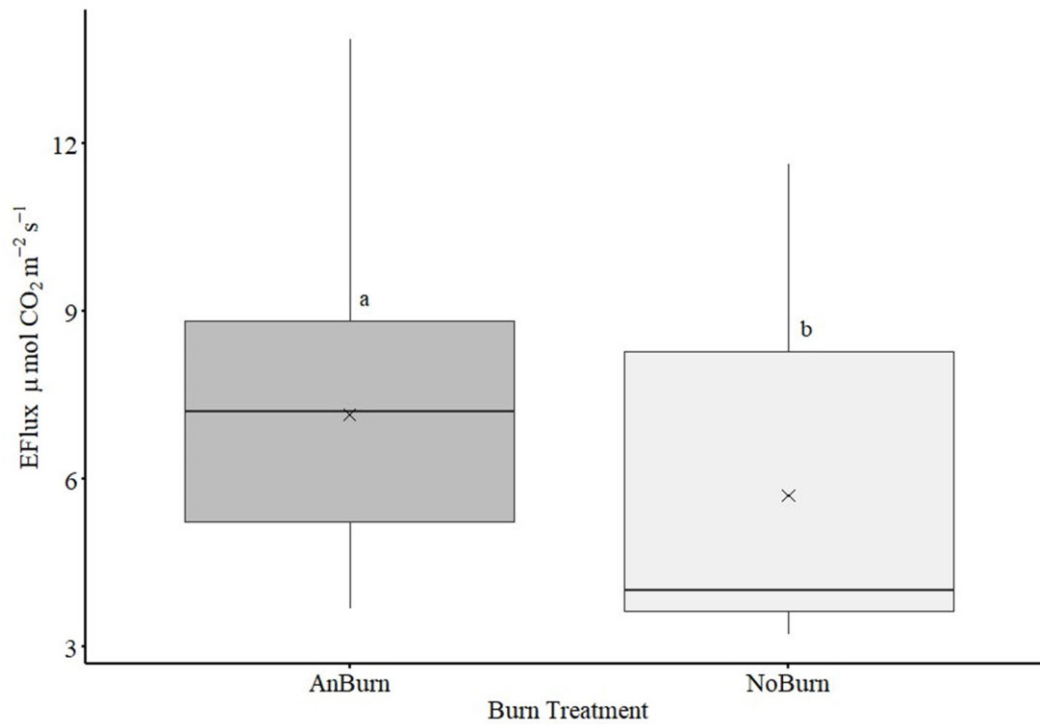 12
9
6
3
EFlux μ mol CO₂ m⁻² s⁻¹
a
b
AnBurn
NoBurn
Burn Treatment